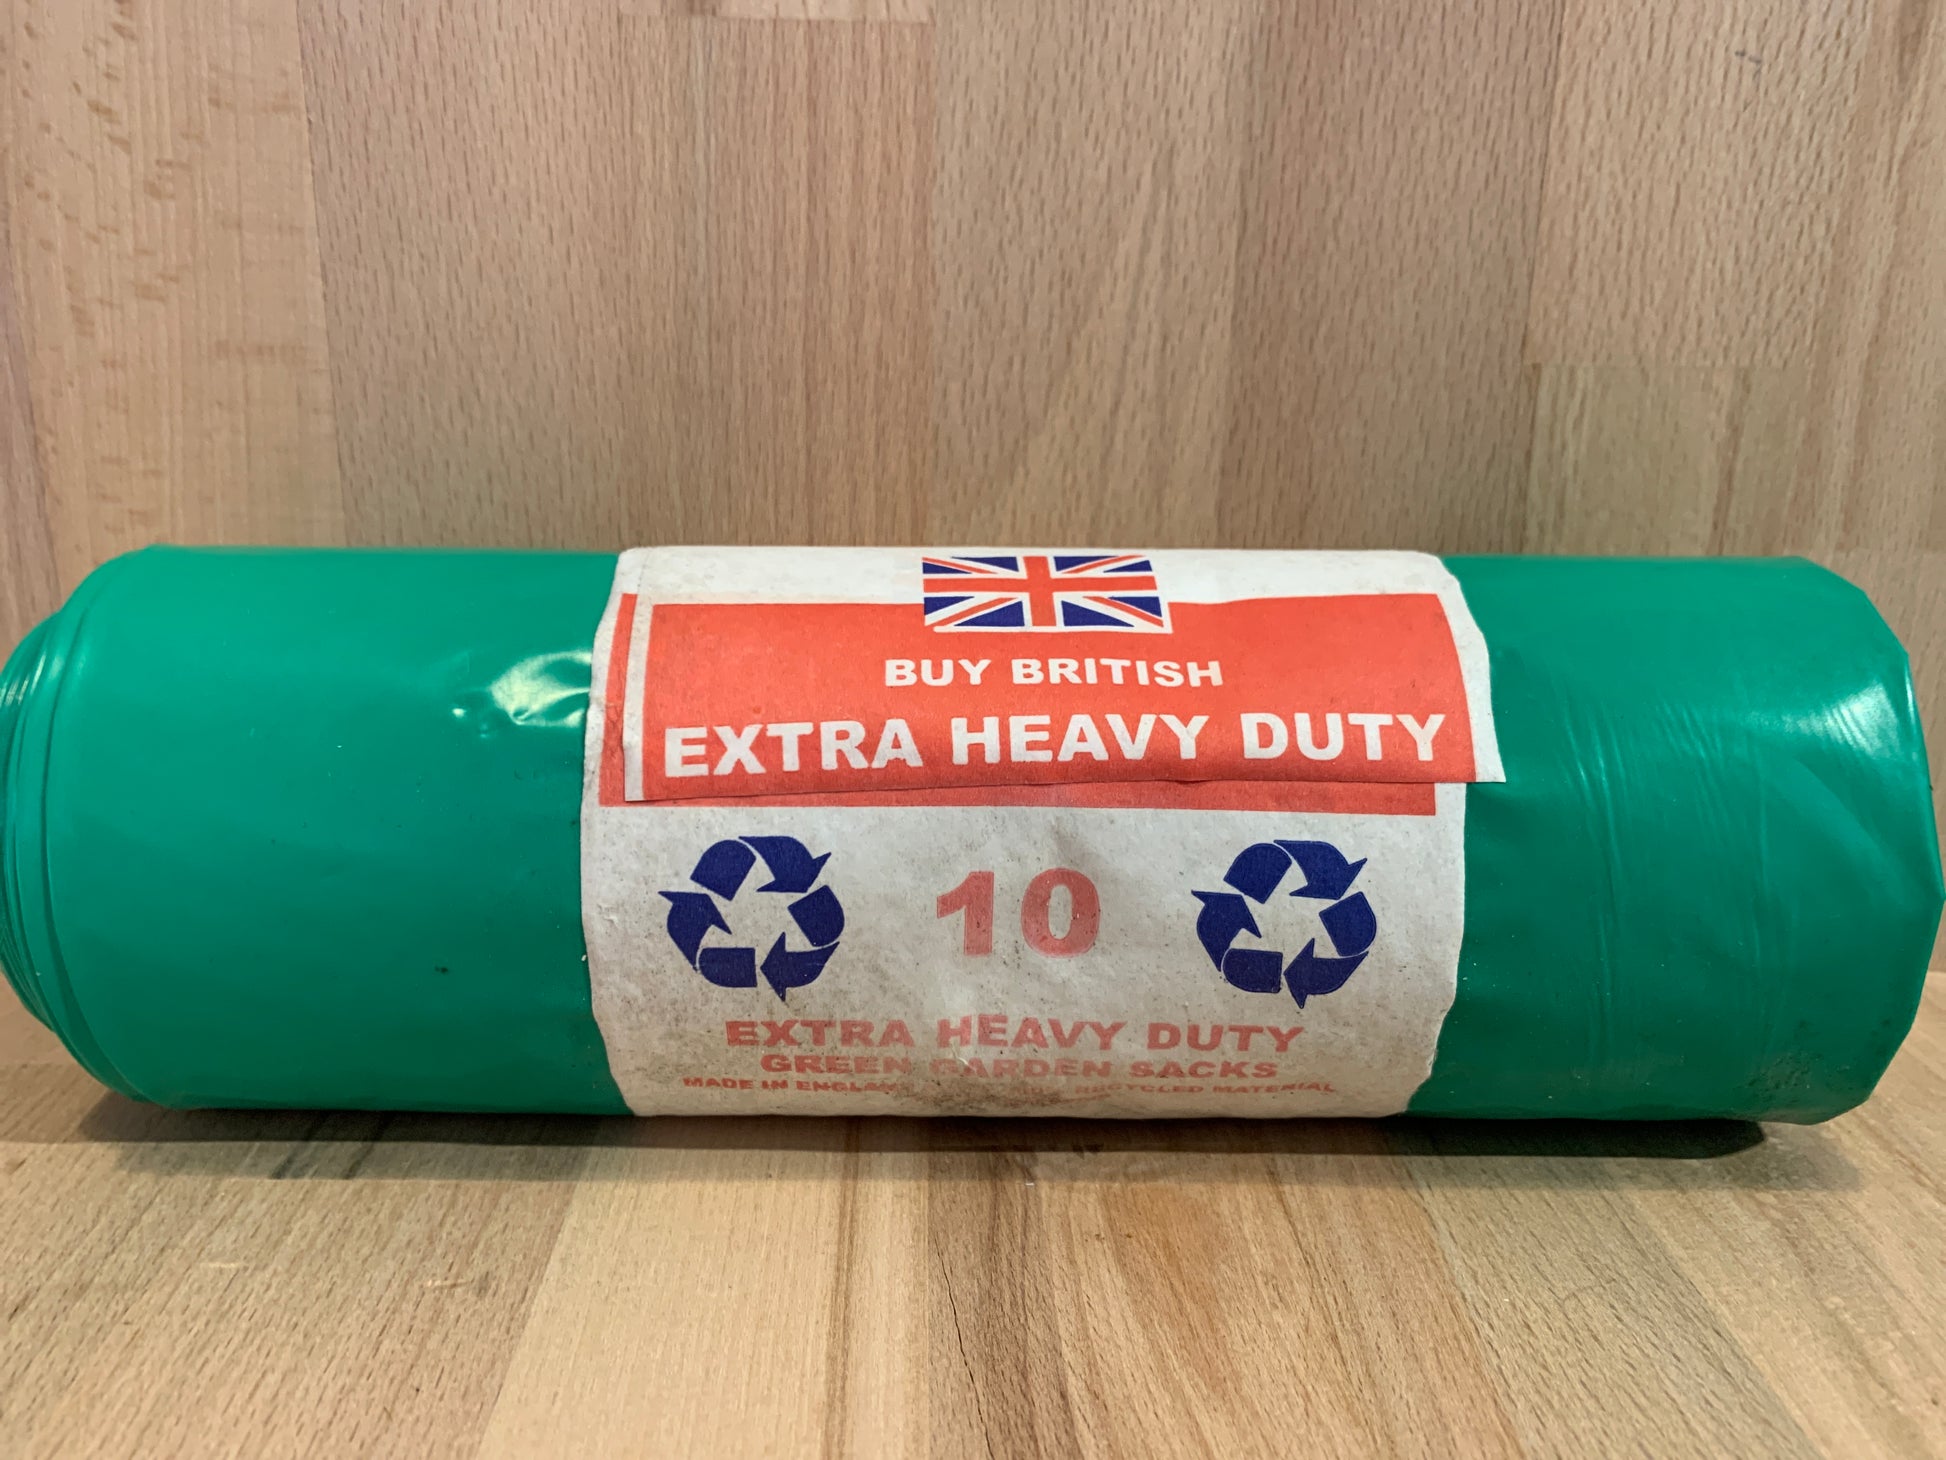 BUY BRITISH
EXTRA HEAVY DUTY
10
EXTRA HEAVY DUTY
GREEN GARDEN SACKS
MADE IN ENGLAND RECYCLED MATERIAL